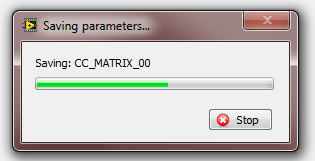 Saving parameters...
Saving: CC_MATRIX_00
Stop